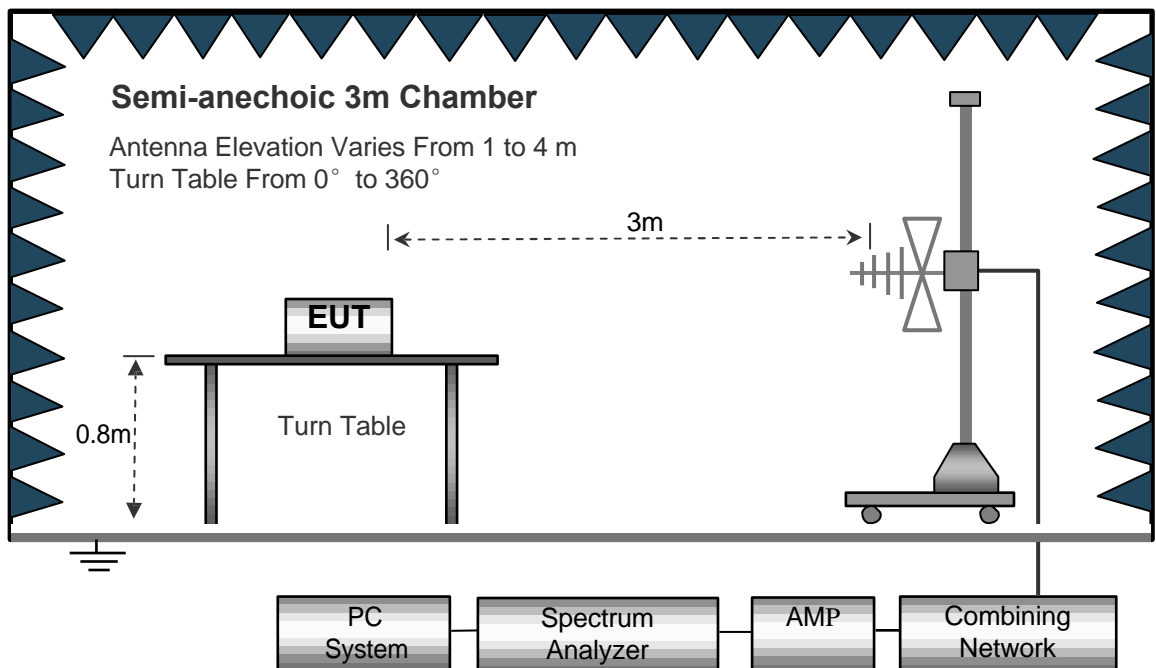 Semi-anechoic 3m Chamber
Antenna Elevation Varies From 1 to 4 m
Turn Table From 0° to 360°
3m
EUT
0.8m
Turn Table
PC
System
Spectrum
Analyzer
AMP
Combining
Network